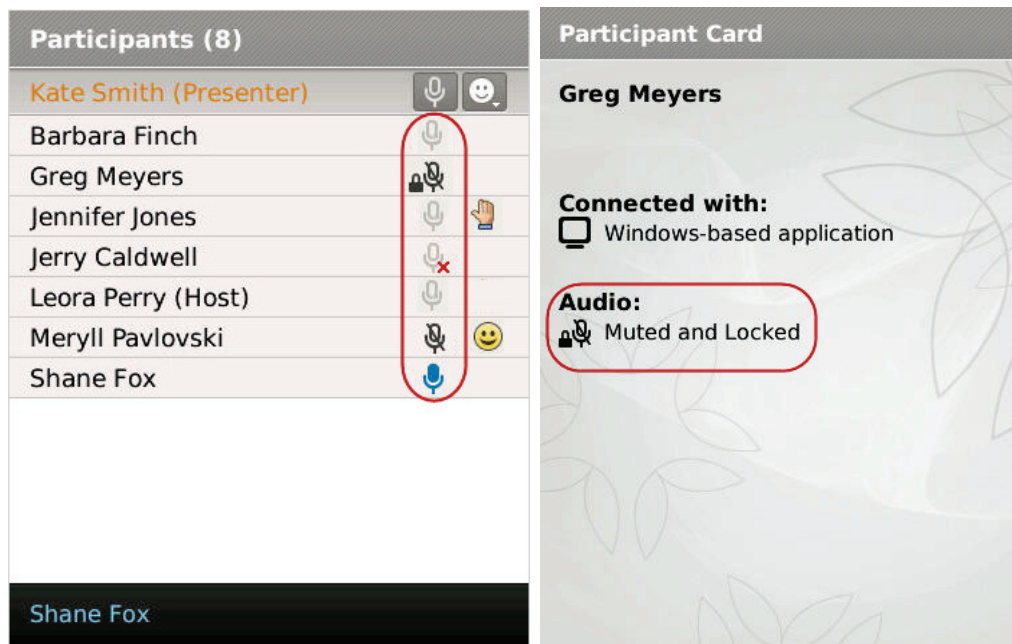 Participants (8)
Kate Smith (Presenter)
Barbara Finch
Greg Meyers
Jennifer Jones
Jerry Caldwell
Leora Perry (Host)
Meryll Pavlovski
Shane Fox
Shane Fox
Participant Card
Greg Meyers
Connected with:
Windows-based application
Audio:
Muted and Locked